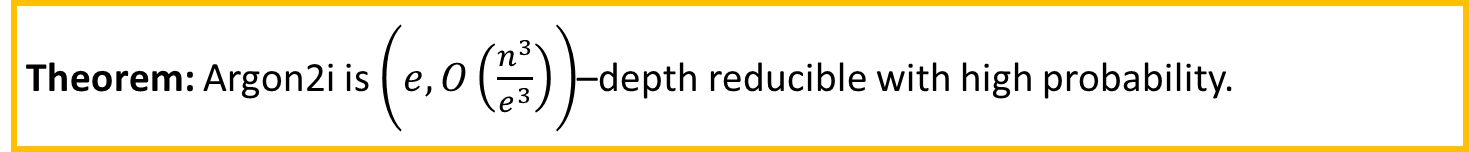 Theorem: Argon2i is (e, O(n³/e³))–depth reducible with high probability.